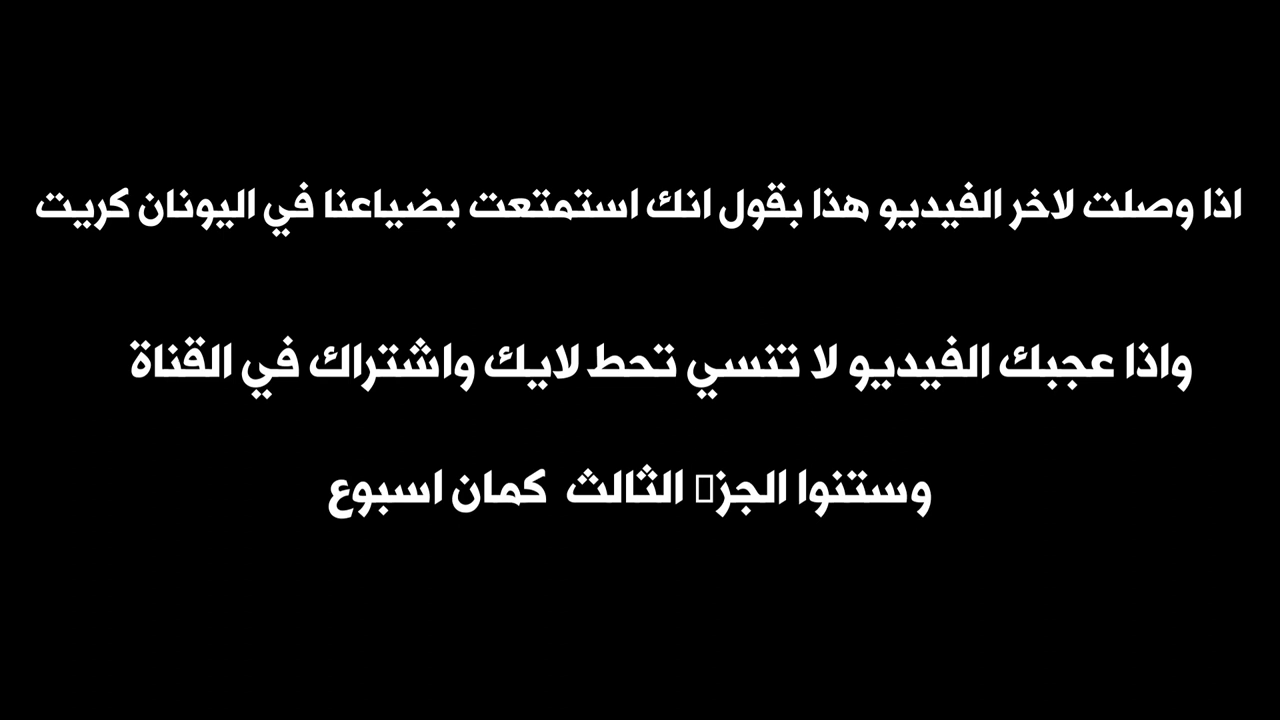 اذا وصلت لاخر الفيديو هذا بقول انك استمتعت بضياعنا في اليونان كريت
واذا عجبك الفيديو لا تنسي تحط لايك واشتراك في القناة
وستنوا الجز▯ الثالث كمان اسبوع